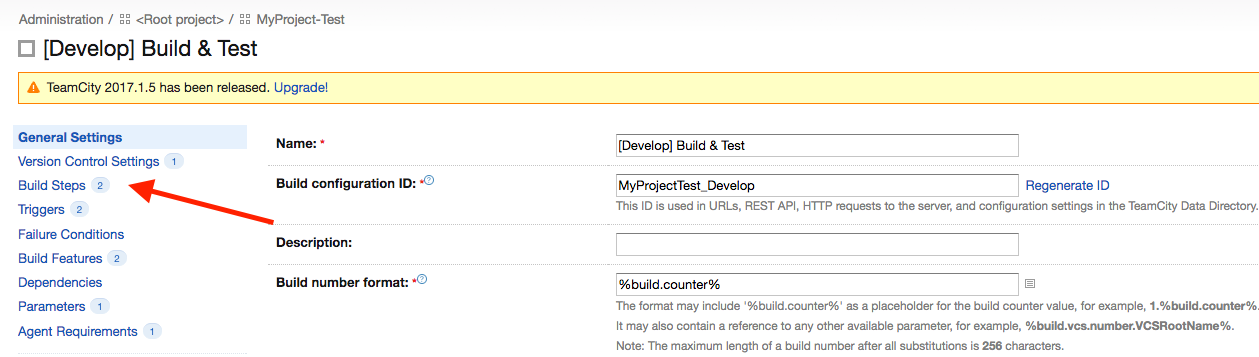 Administration / <Root project> / MyProject-Test
[Develop] Build & Test
TeamCity 2017.1.5 has been released. Upgrade!
General Settings
Version Control Settings 1
Build Steps 2
Triggers 2
Failure Conditions
Build Features 2
Dependencies
Parameters 1
Agent Requirements 1
Name: *
[Develop] Build & Test
Build configuration ID: * ?
MyProjectTest_Develop
Regenerate ID
This ID is used in URLs, REST API, HTTP requests to the server, and configuration settings in the TeamCity Data Directory.
Description:
Build number format: * ?
%build.counter%
The format may include '%build.counter%' as a placeholder for the build counter value, for example, 1.%build.counter%.
It may also contain a reference to any other available parameter, for example, %build.vcs.number.VCSRootName%.
Note: The maximum length of a build number after all substitutions is 256 characters.